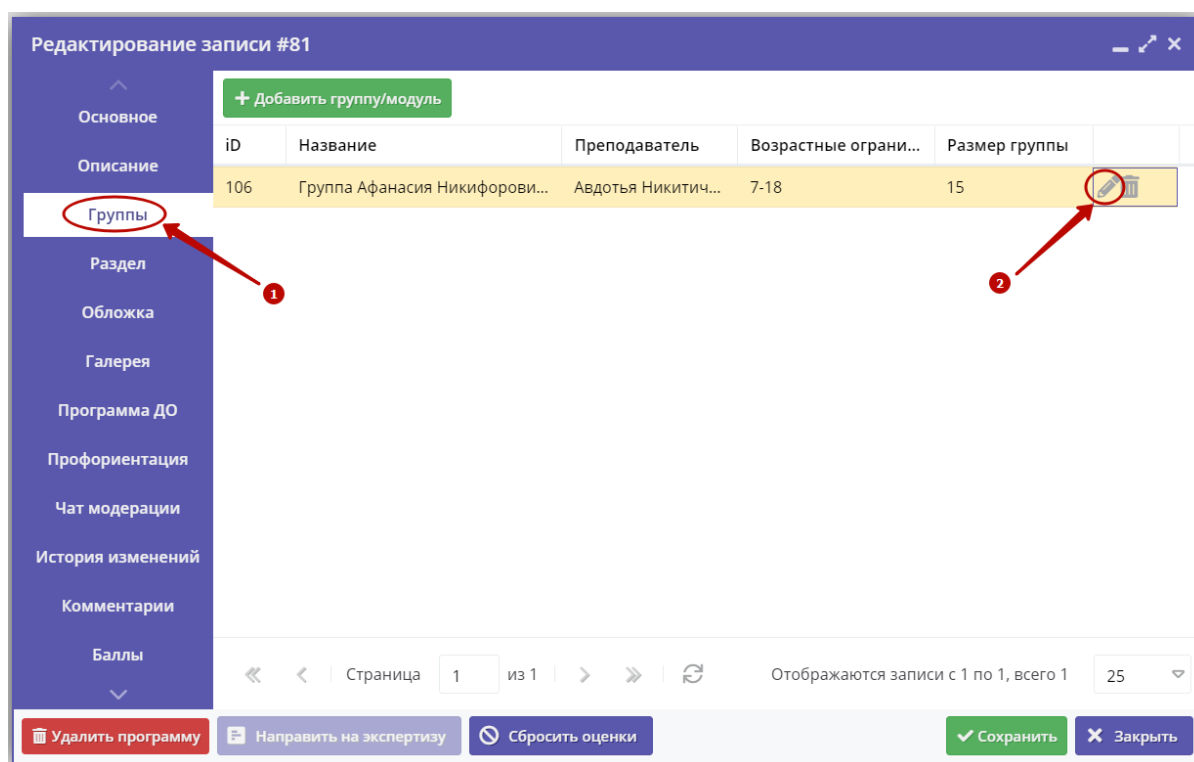 Редактирование записи #81
Основное
Описание
Группы
Раздел
Обложка
Галерея
Программа ДО
Профориентация
Чат модерации
История изменений
Комментарии
Баллы
+ Добавить группу/модуль
iD Название Преподаватель Возрастные ограни... Размер группы
106 Группа Афанасия Никифорови... Авдотья Никитич... 7-18 15
1
2
Страница 1 из 1 Отображаются записи с 1 по 1, всего 1 25
Удалить программу Направить на экспертизу Сбросить оценки Сохранить Закрыть